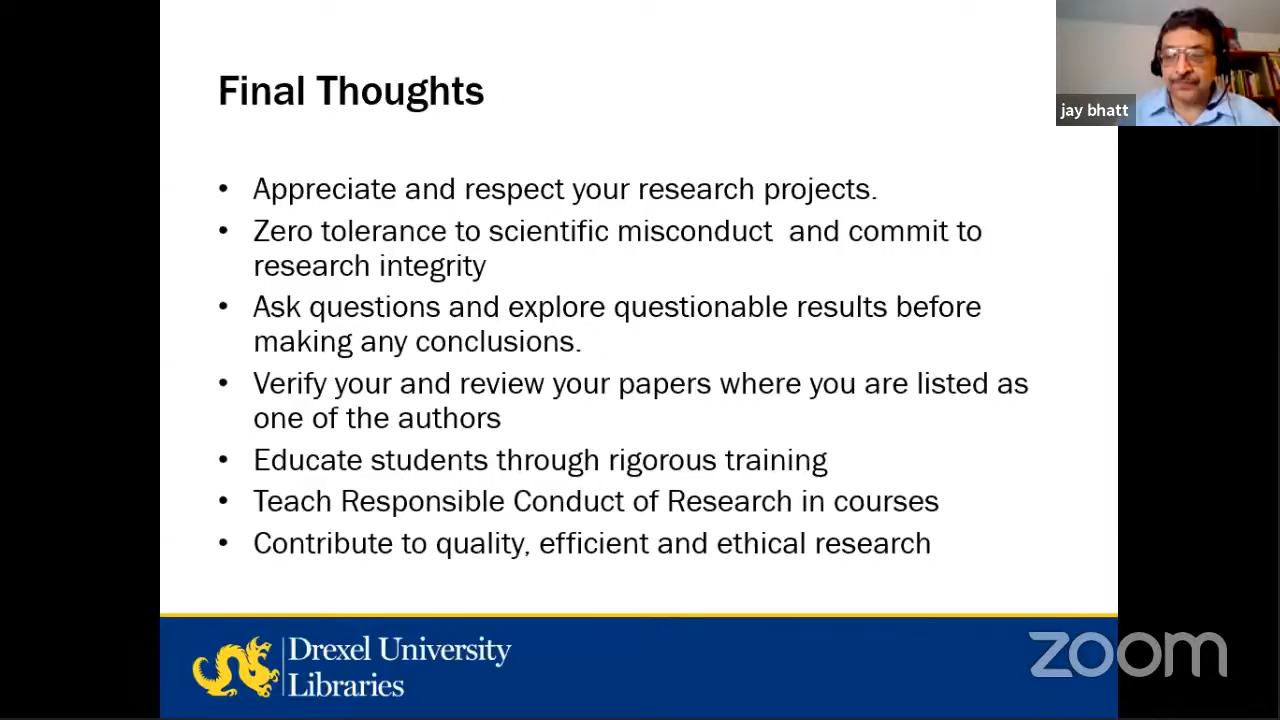 Final Thoughts
jay bhatt
• Appreciate and respect your research projects.
• Zero tolerance to scientific misconduct  and commit to
research integrity
• Ask questions and explore questionable results before
making any conclusions.
• Verify your and review your papers where you are listed as
one of the authors
• Educate students through rigorous training
• Teach Responsible Conduct of Research in courses
• Contribute to quality, efficient and ethical research
Drexel University
Libraries
zoom